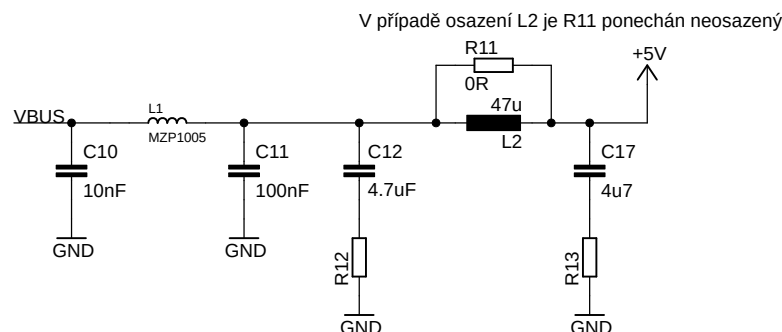 V případě osazení L2 je R11 ponechán neosazený
R11
+5V
0R
VBUS
L1
47u
MZP1005
L2
C10
C11
C12
C17
10nF
100nF
4.7uF
4u7
GND
GND
R12
R13
GND
GND